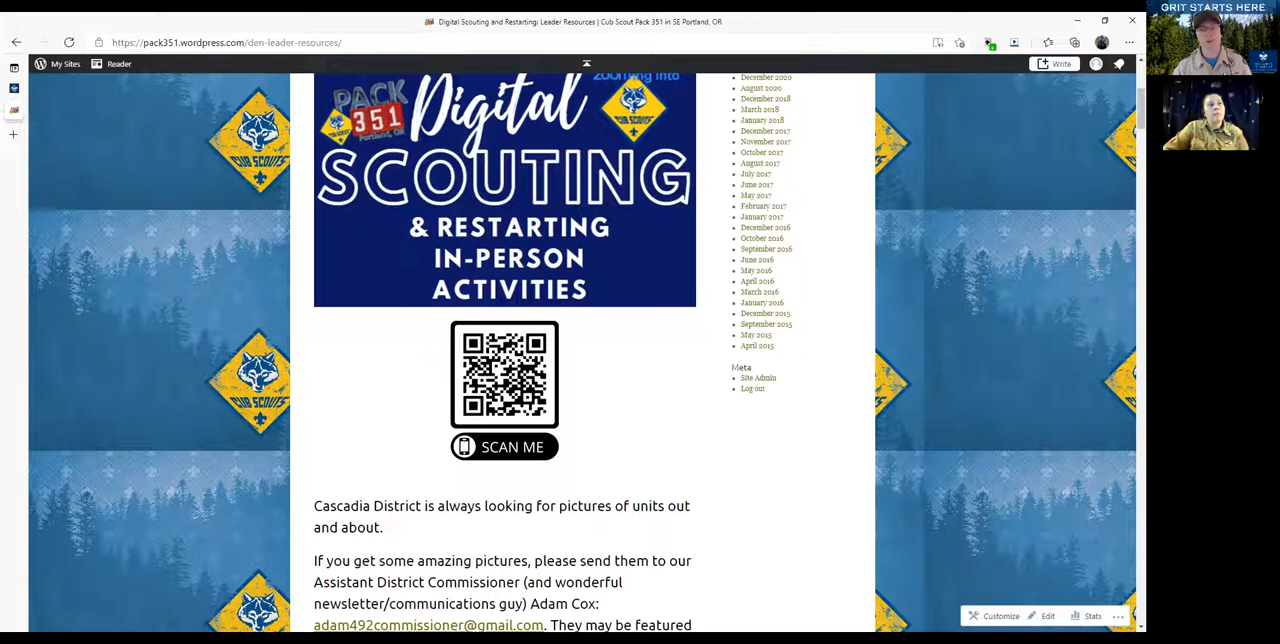 Digital Scouting and Restarting: Leader Resources | Cub Scout Pack 351 in SE Portland, OR
https://pack351.wordpress.com/den-leader-resources/
My Sites
Reader
Write
GRIT STARTS HERE
zooming into
PACK
351
Portland, OR
Digital
SCOUTING
& RESTARTING
IN-PERSON
ACTIVITIES
CUB SCOUTS
SCAN ME
Cascadia District is always looking for pictures of units out
and about.
If you get some amazing pictures, please send them to our
Assistant District Commissioner (and wonderful
newsletter/communications guy) Adam Cox:
They may be featured
December 2020
August 2020
December 2018
March 2018
January 2018
December 2017
November 2017
October 2017
August 2017
July 2017
June 2017
May 2017
February 2017
January 2017
December 2016
October 2016
September 2016
June 2016
May 2016
April 2016
March 2016
January 2016
December 2015
September 2015
May 2015
April 2015
Meta
Site Admin
Log out
Customize
Edit
Stats